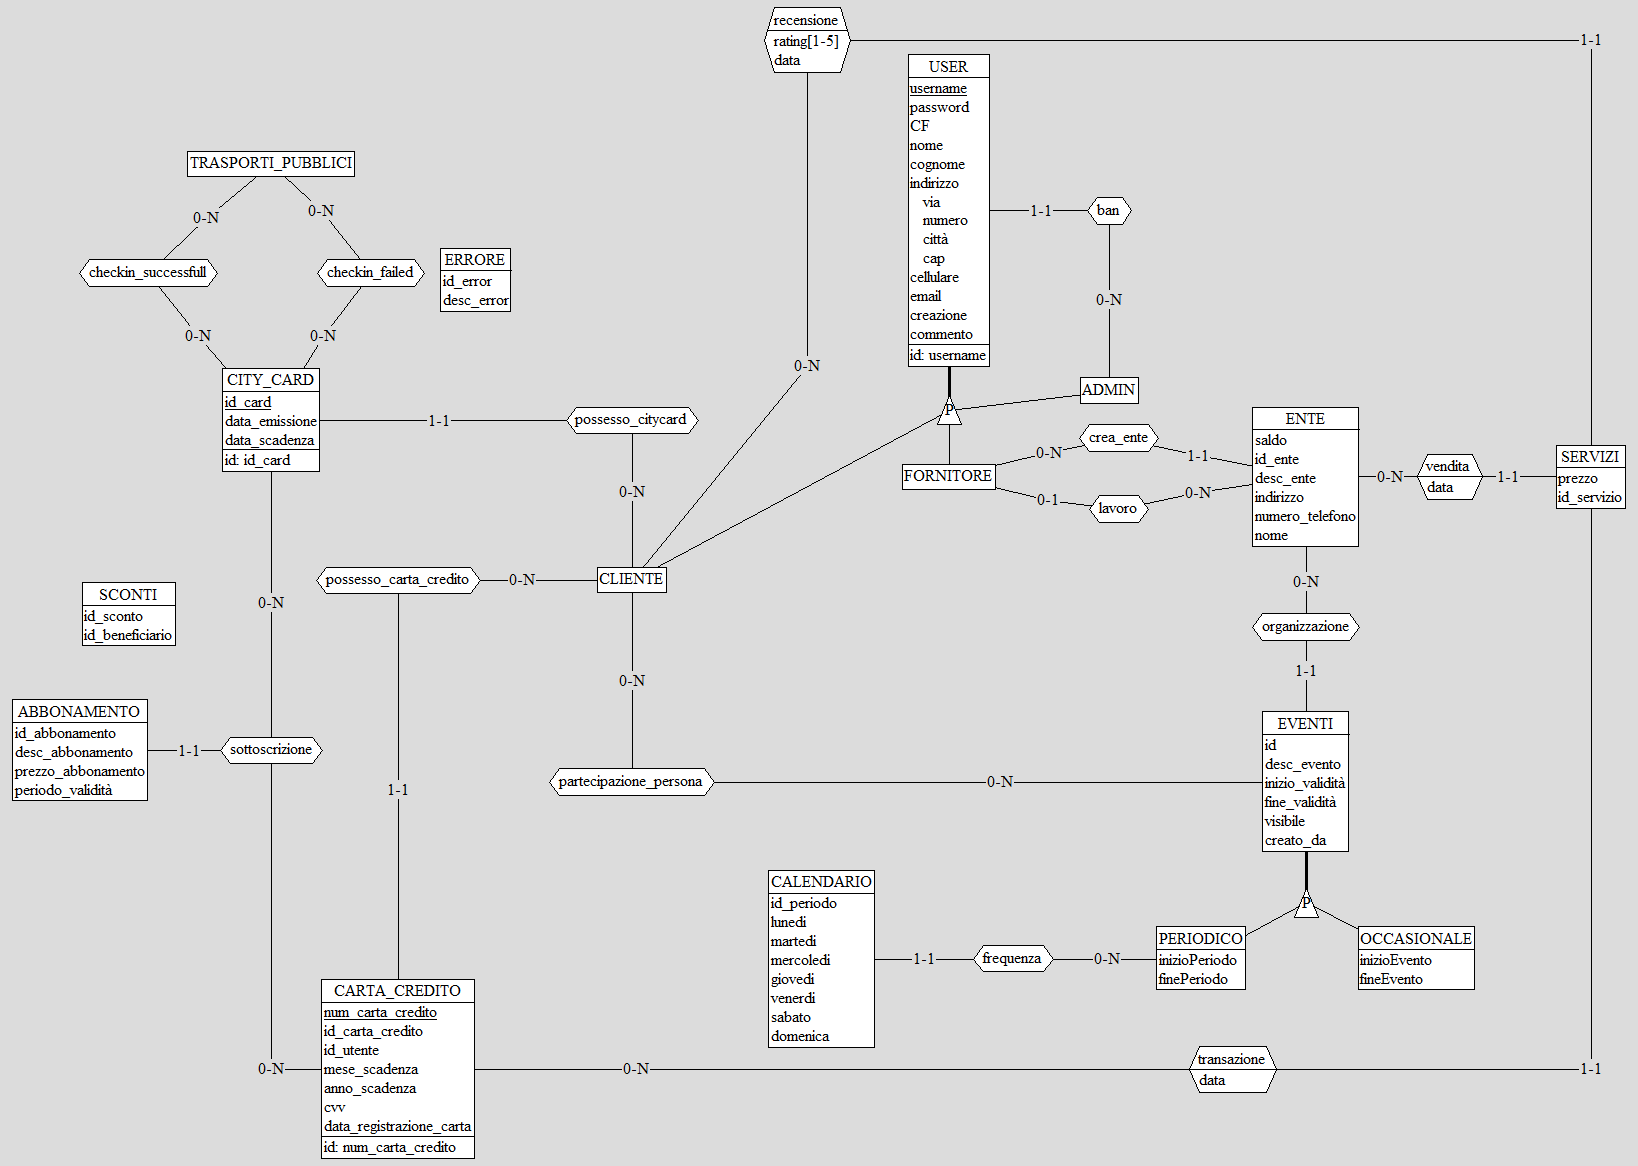 recensione
rating[1-5]
data
1-1
USER
username
password
CF
nome
cognome
indirizzo
via
numero
città
cap
cellulare
email
creazione
commento
id: username
TRASPORTI_PUBBLICI
0-N
0-N
1-1
ban
checkin_successfull
checkin_failed
ERRORE
id_error
desc_error
0-N
0-N
0-N
0-N
CITY_CARD
id_card
data_emissione
data_scadenza
id: id_card
1-1
possesso_citycard
P
ADMIN
FORNITORE
0-N
crea_ente
1-1
0-1
lavoro
0-N
ENTE
saldo
id_ente
desc_ente
indirizzo
numero_telefono
nome
0-N
vendita
data
1-1
SERVIZI
prezzo
id_servizio
0-N
possesso_carta_credito
0-N
CLIENTE
0-N
SCONTI
id_sconto
id_beneficiario
0-N
organizzazione
1-1
0-N
ABBONAMENTO
id_abbonamento
desc_abbonamento
prezzo_abbonamento
periodo_validità
1-1
sottoscrizione
1-1
partecipazione_persona
0-N
EVENTI
id
desc_evento
inizio_validità
fine_validità
visibile
creato_da
P
CALENDARIO
id_periodo
lunedi
martedi
mercoledi
giovedi
venerdi
sabato
domenica
1-1
frequenza
0-N
PERIODICO
inizioPeriodo
finePeriodo
OCCASIONALE
inizioEvento
fineEvento
CARTA_CREDITO
num_carta_credito
id_carta_credito
id_utente
mese_scadenza
anno_scadenza
cvv
data_registrazione_carta
id: num_carta_credito
0-N
0-N
transazione
data
1-1